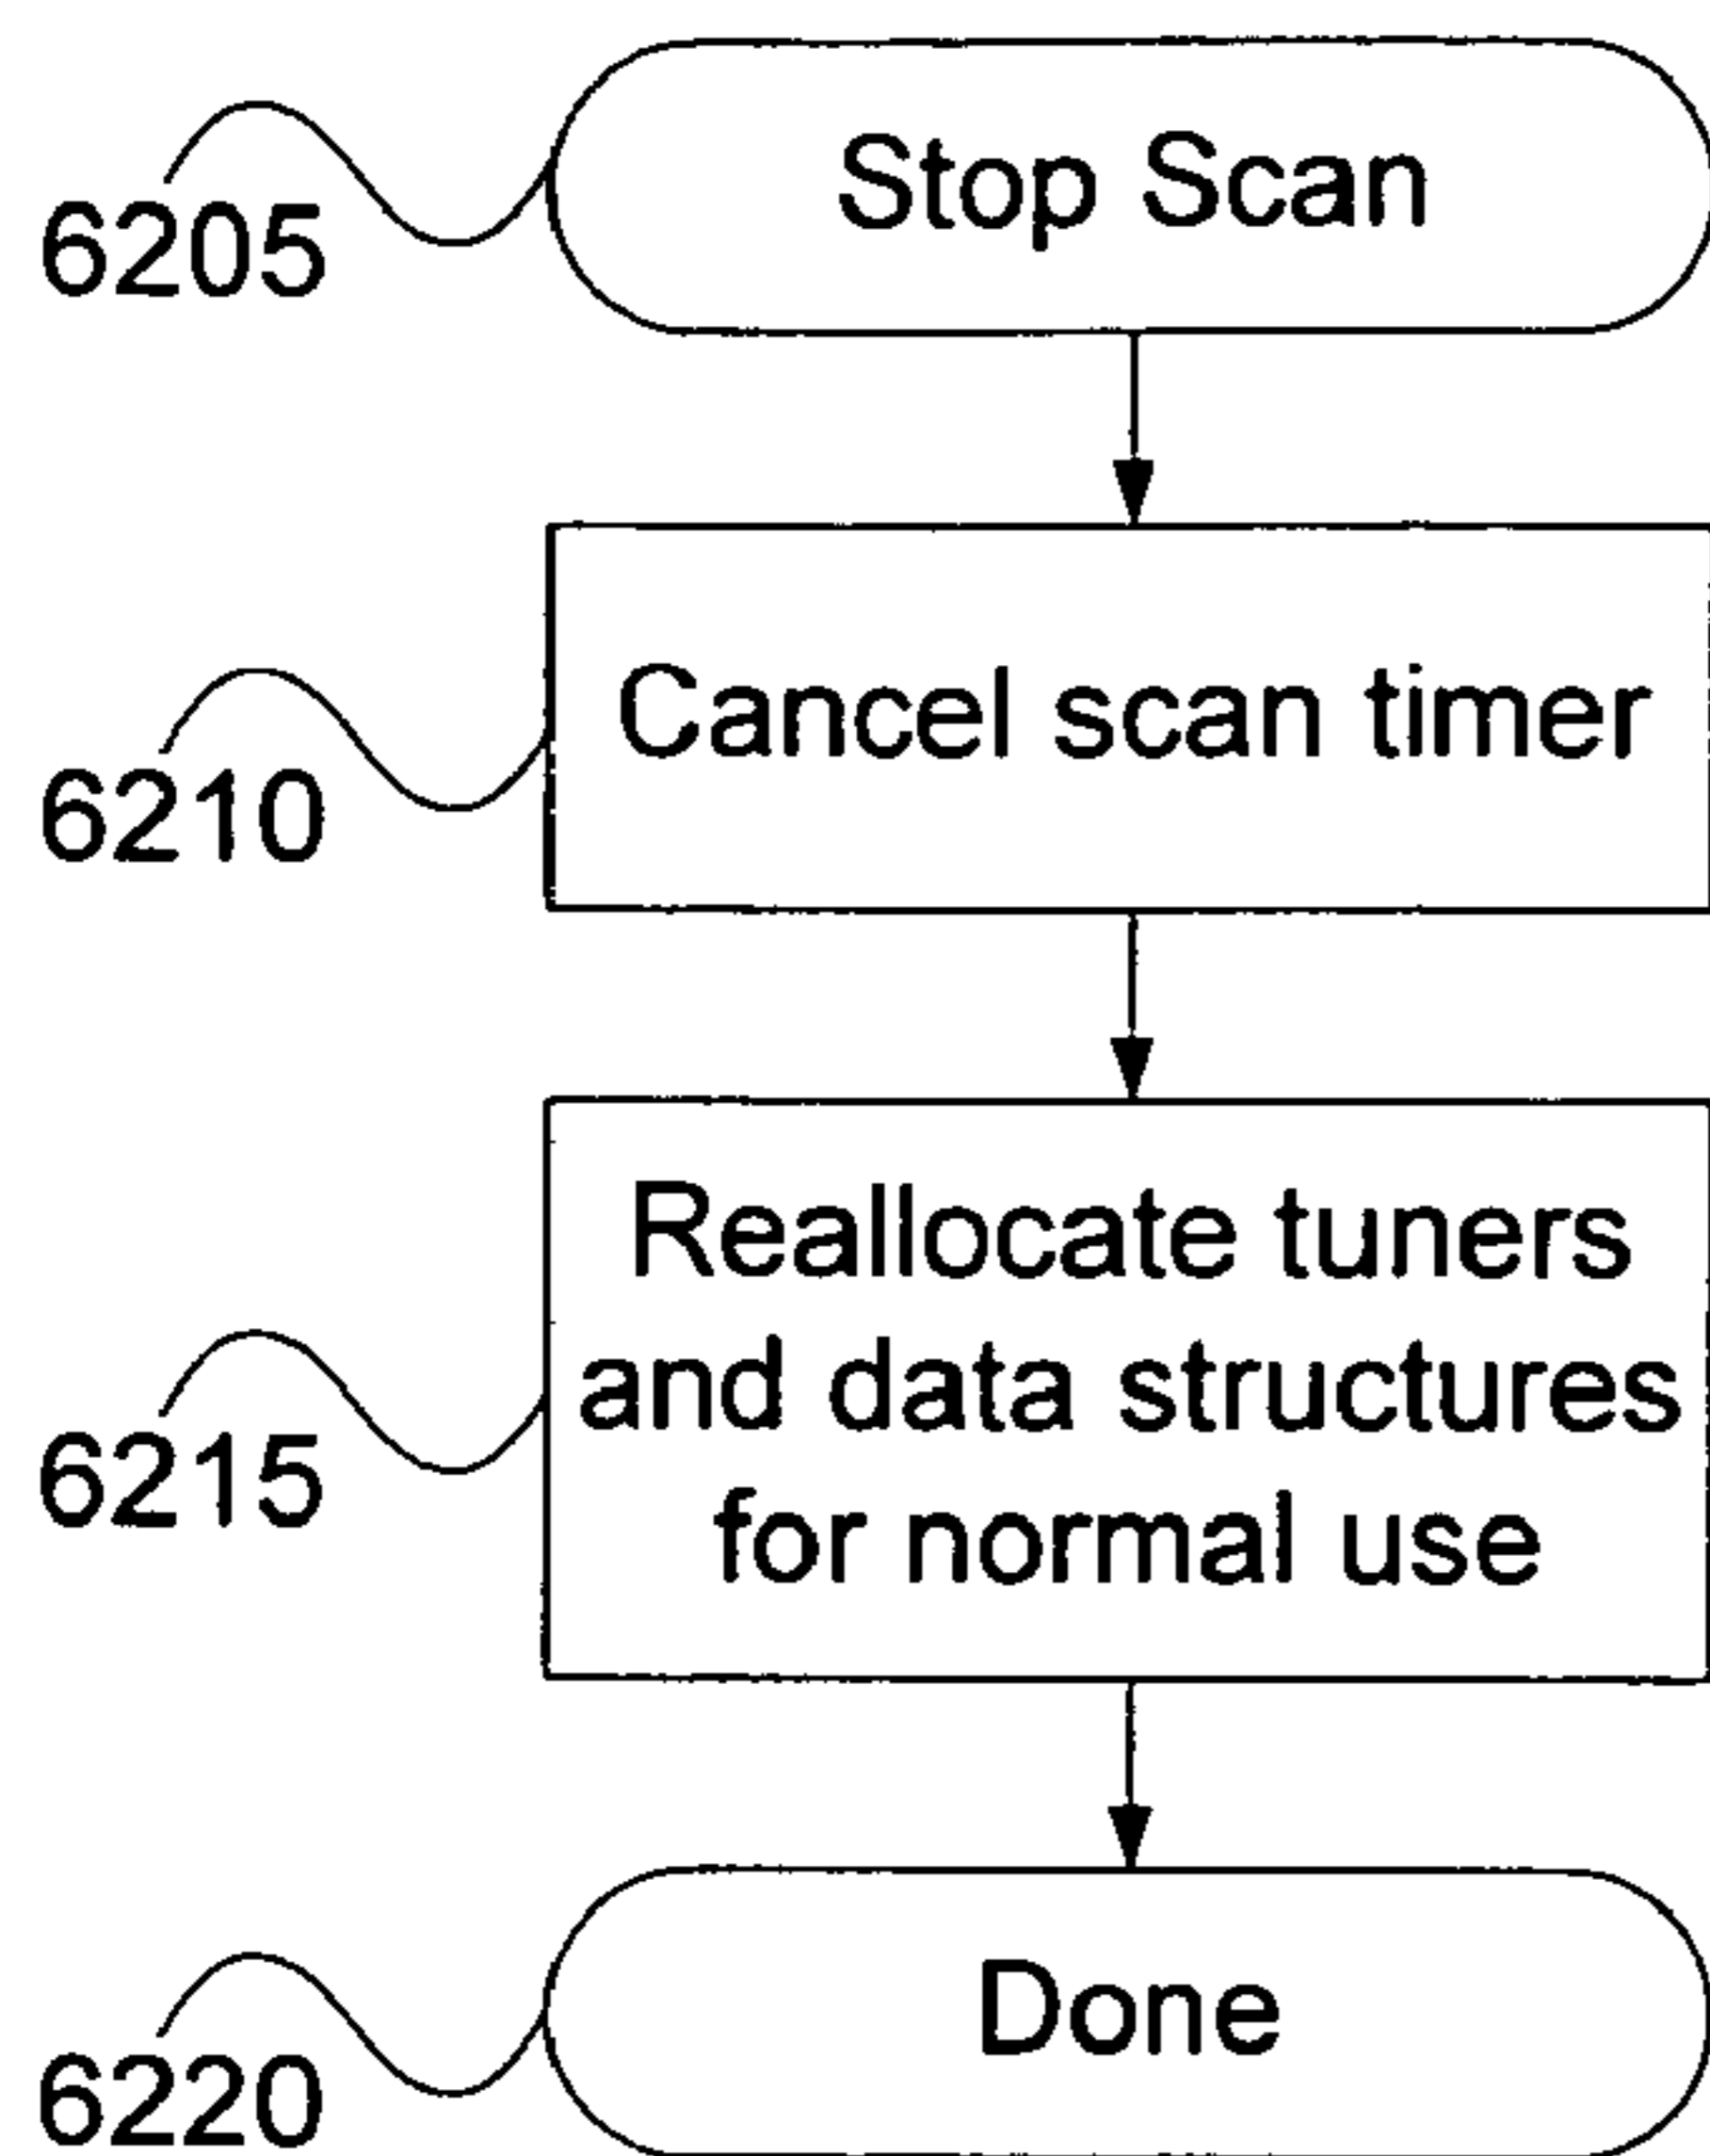 Stop Scan
6205
Cancel scan timer
6210
Reallocate tuners
and data structures
for normal use
6215
Done
6220